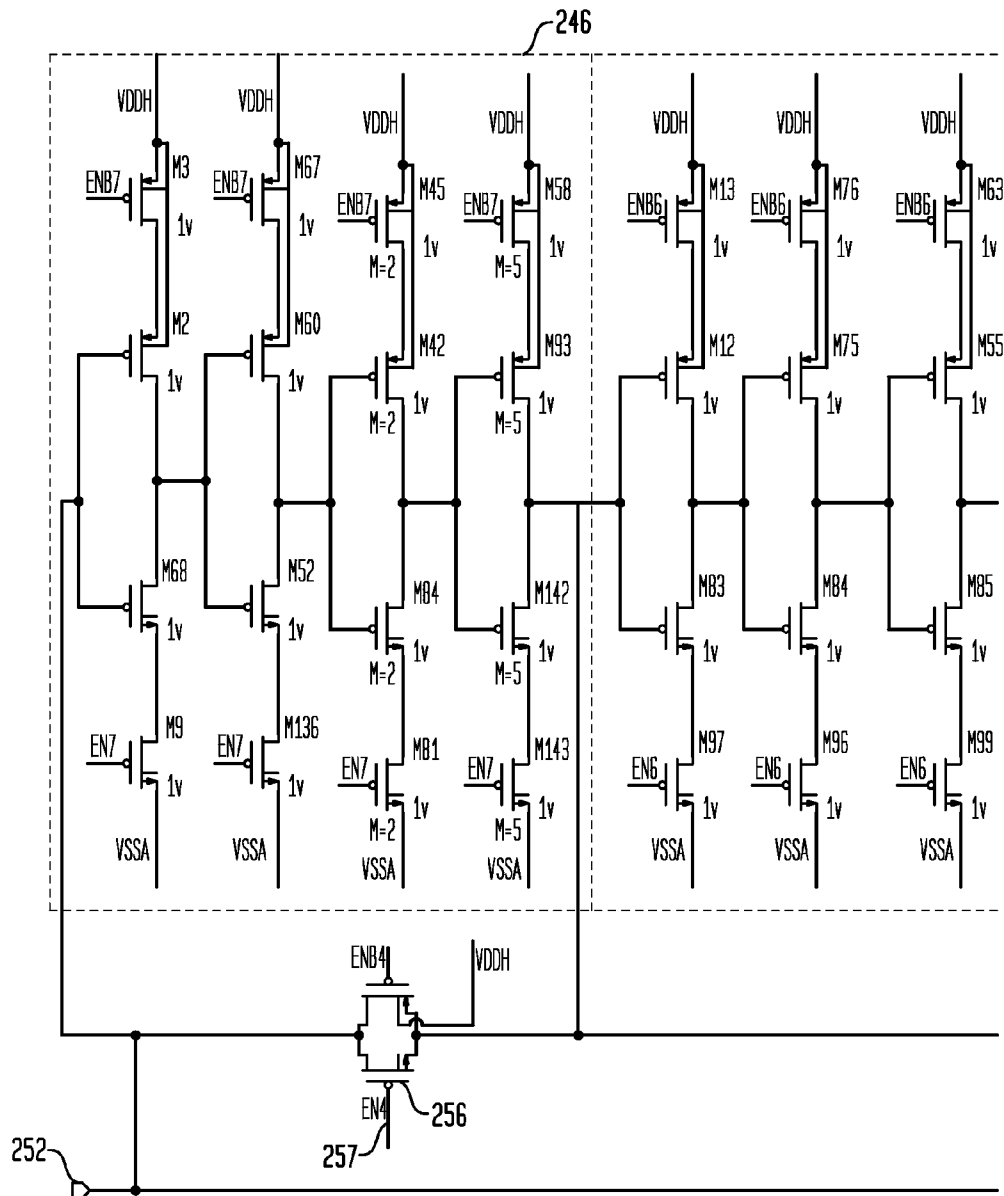 246
VDDH VDDH VDDH VDDH VDDH VDDH VDDH
M3 M67 M45 M58 M13 M76 M63
ENB7 ENB7 ENB7 ENB7 ENB6 ENB6 ENB6
1v 1v 1v 1v 1v 1v 1v
M=2 M=5
M2 M60 M42 M93 M12 M75 M55
1v 1v 1v 1v 1v 1v 1v
M=2 M=5
M68 M52 M84 M142 M83 M84 M85
1v 1v 1v 1v 1v 1v 1v
M=2 M=5
M9 M136 M81 M143 M97 M96 M99
EN7 EN7 EN7 EN7 EN6 EN6 EN6
1v 1v 1v 1v 1v 1v 1v
M=2 M=5
VSSA VSSA VSSA VSSA VSSA VSSA VSSA
ENB4 VDDH
EN4 256
257
252